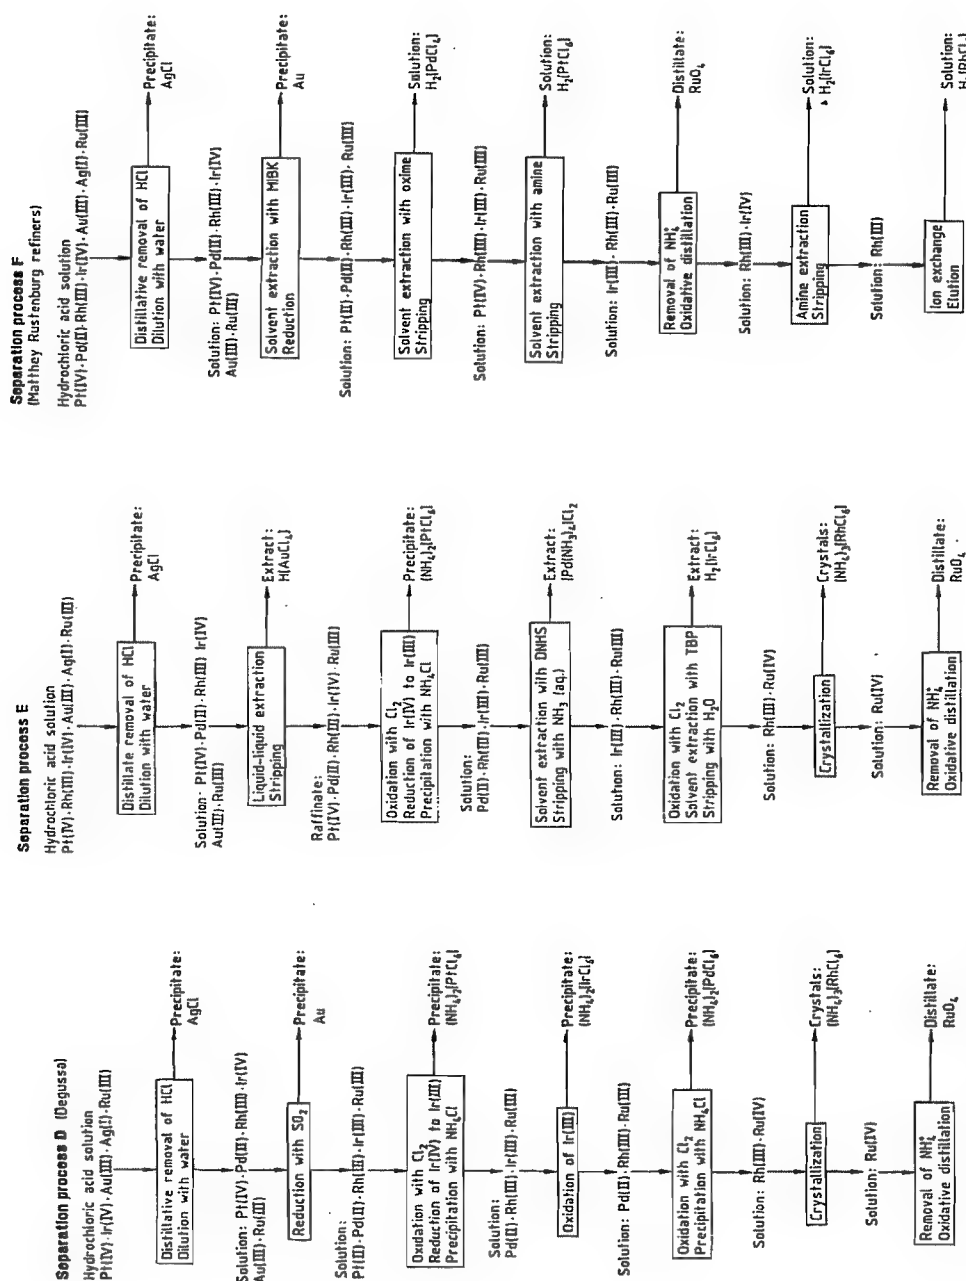 Separation process D (Degussa)
Hydrochloric acid solution
Pt(IV)·Ir(IV)·Au(III)·Ag(I)·Ru(III)
Distillative removal of HCl
Dilution with water
Precipitate:
AgCl
Solution: Pt(IV)·Pd(II)·Rh(III)·Ir(IV)
Au(III)·Ru(III)
Reduction with SO₂
Precipitate:
Au
Solution:
Pt(II)·Pd(II)·Rh(III)·Ir(III)·Ru(III)
Oxidation with Cl₂
Reduction of Ir(IV) to Ir(III)
Precipitation with NH₄Cl
Precipitate:
(NH₄)₂[PtCl₆]
Solution:
Pd(II)·Rh(III)·Ir(III)·Ru(III)
Oxidation of Ir(III)
Precipitate:
(NH₄)₂[IrCl₆]
Solution: Pd(II)·Rh(III)·Ru(III)
Oxidation with Cl₂
Precipitation with NH₄Cl
Precipitate:
(NH₄)₂[PdCl₆]
Solution: Rh(III)·Ru(IV)
Crystallization
Crystals:
(NH₄)₃[RhCl₆]
Solution: Ru(IV)
Removal of NH₄⁺
Oxidative distillation
Distillate:
RuO₄
Separation process E
Hydrochloric acid solution
Pt(IV)·Rh(III)·Ir(IV)·Au(III)·Ag(I)·Ru(III)
Distillate removal of HCl
Dilution with water
Precipitate:
AgCl
Solution· Pt(IV)·Pd(II)·Rh(III) Ir(IV)
Au(III)·Ru(III)
Liquid-liquid extraction
Stripping
Extract:
H[AuCl₄]
Raffinate:
Pt(IV)·Pd(II)·Rh(III)·Ir(IV)·Ru(III)
Oxidation with Cl₂
Reduction of Ir(IV) to Ir(III)
Precipitation with NH₄Cl
Precipitate:
(NH₄)₂[PtCl₆]
Solution:
Pd(II)·Rh(III)·Ir(III)·Ru(III)
Solvent extraction with DNHS
Stripping with NH₃ (aq.)
Extract:
[Pd(NH₃)₄]Cl₂
Solution: Ir(III)·Rh(III)·Ru(III)
Oxidation with Cl₂
Solvent extraction with TBP
Stripping with H₂O
Extract:
H₂[IrCl₆]
Solution: Rh(III)·Ru(IV)
Crystallization
Crystals:
(NH₄)₃[RhCl₆]
Solution: Ru(IV)
Removal of NH₄⁺
Oxidative distillation
Distillate:
RuO₄
Separation process F
(Matthey Rustenburg refiners)
Hydrochloric acid solution
Pt(IV)·Pd(II)·Rh(III)·Ir(IV)·Au(III)·Ag(I)·Ru(III)
Distillative removal of HCl
Dilution with water
Precipitate:
AgCl
Solution: Pt(IV)·Pd(II)·Rh(III)·Ir(IV)
Au(III)·Ru(III)
Solvent extraction with MIBK
Reduction
Precipitate:
Au
Solution: Pt(II)·Pd(II)·Rh(III)·Ir(III)·Ru(III)
Solvent extraction with oxime
Stripping
Solution:
H₂[PdCl₄]
Solution: Pt(IV)·Rh(III)·Ir(III)·Ru(III)
Solvent extraction with amine
Stripping
Solution:
H₂[PtCl₆]
Solution: Ir(III)·Rh(III)·Ru(III)
Removal of NH₄⁺
Oxidative distillation
Distillate:
RuO₄
Solution: Rh(III)·Ir(IV)
Amine extraction
Stripping
Solution:
H₂[IrCl₆]
Solution: Rh(III)
Ion exchange
Elution
Solution: